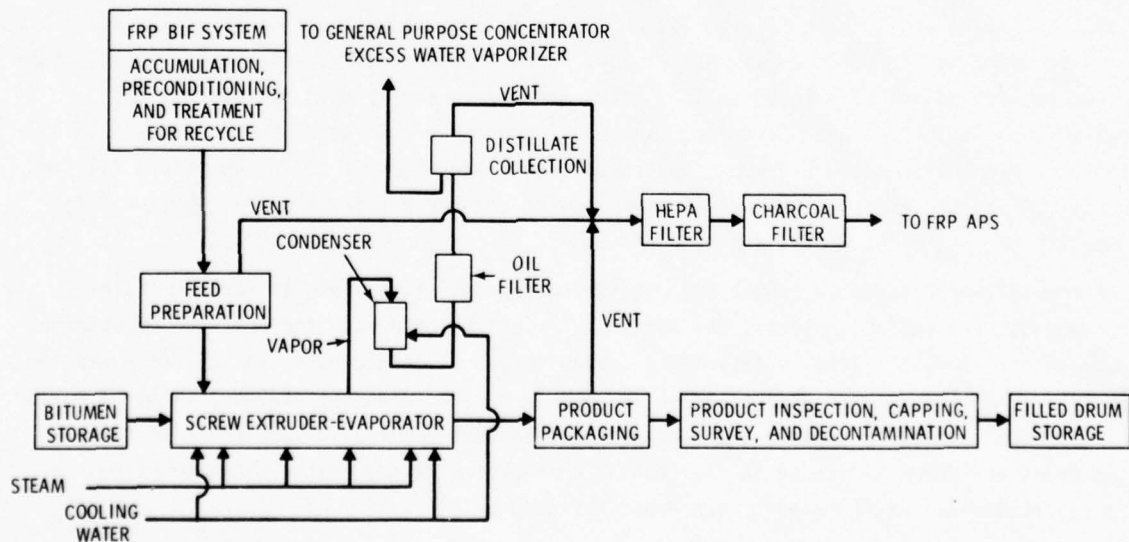 FRP BIF SYSTEM
ACCUMULATION,
PRECONDITIONING,
AND TREATMENT
FOR RECYCLE
TO GENERAL PURPOSE CONCENTRATOR
EXCESS WATER VAPORIZER
VENT
DISTILLATE
COLLECTION
VENT
HEPA
FILTER
CHARCOAL
FILTER
TO FRP APS
CONDENSER
OIL
FILTER
FEED
PREPARATION
VAPOR
VENT
BITUMEN
STORAGE
SCREW EXTRUDER-EVAPORATOR
PRODUCT
PACKAGING
PRODUCT INSPECTION, CAPPING,
SURVEY, AND DECONTAMINATION
FILLED DRUM
STORAGE
STEAM
COOLING
WATER